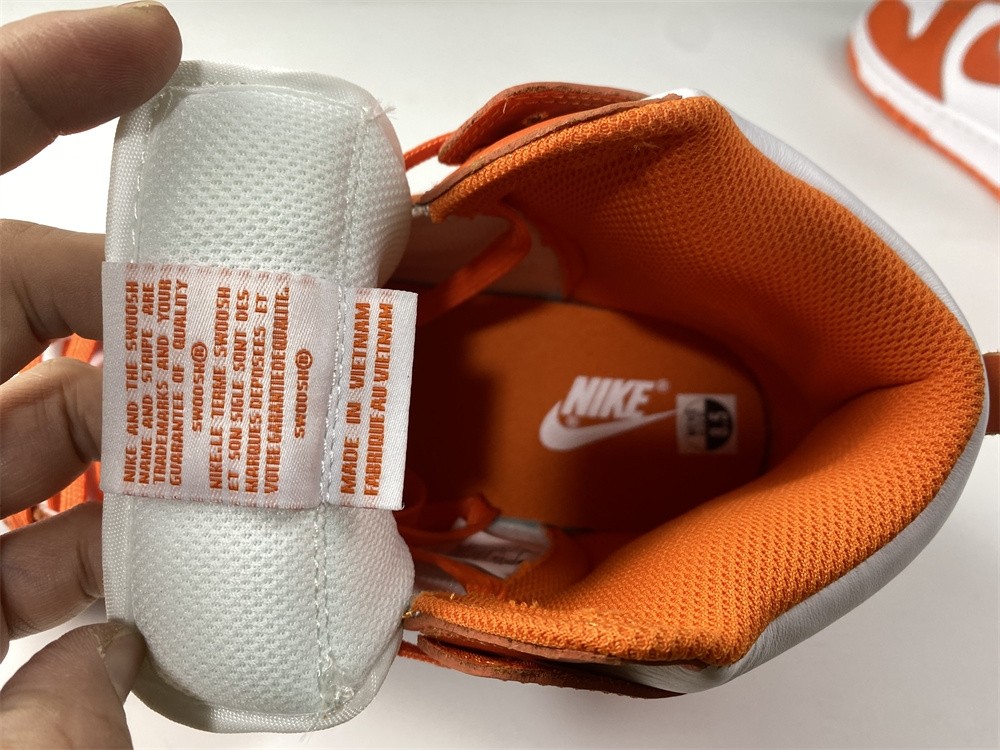 NIKE AND THE SWOOSH
NAME AND STRIPE ARE
TRADEMARKS AND YOUR
GUARANTEE OF QUALITY
SWOOSH®
NIKE.LE TERME SWOOSH
ET SON SIGLE SONT DES
MARQUES DEPOSEES ET
VOTRE GARANTIE DE QUALITE.
SWOOSH®
MADE IN VIETNAM
FABRIQUE AU VIETNAM
NIKE®
8.5